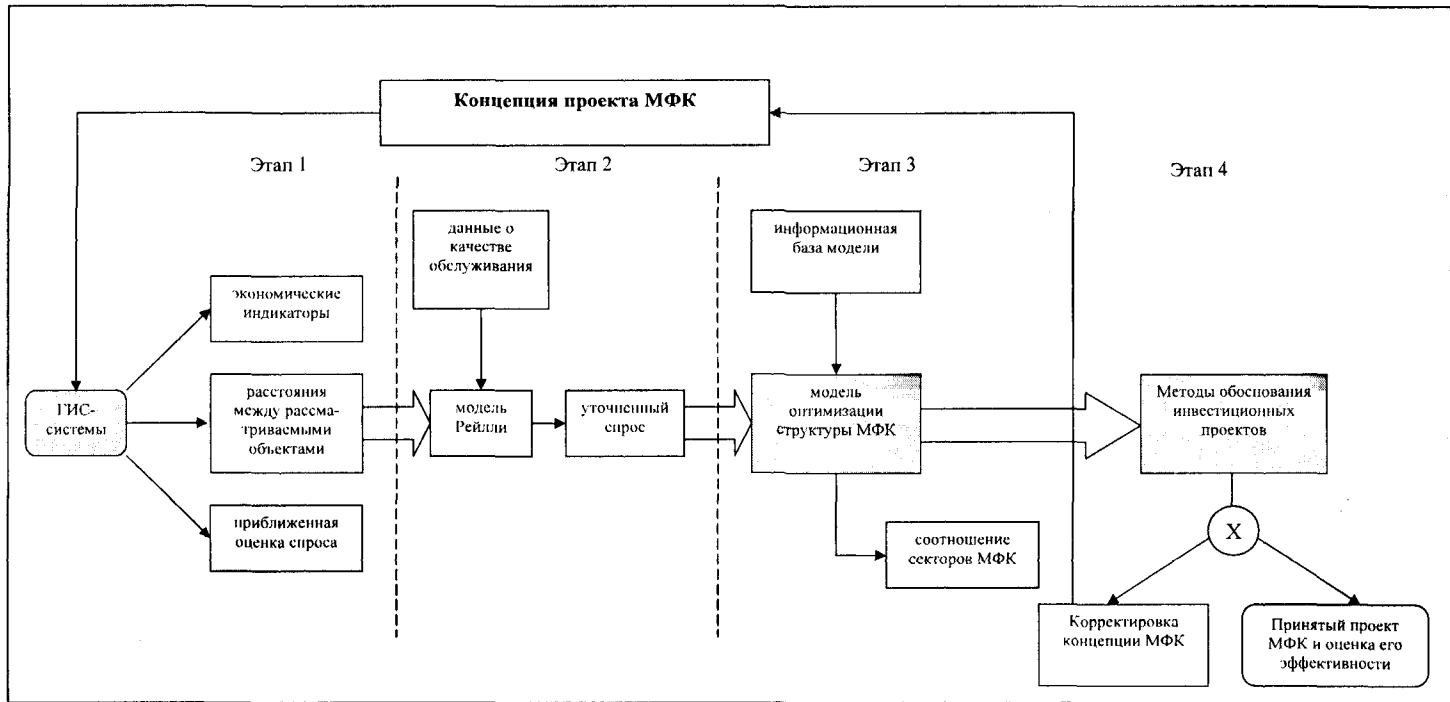 Концепция проекта МФК
Этап 1
Этап 2
Этап 3
Этап 4
данные о
качестве
обслуживания
информационная
база модели
экономические
индикаторы
ГИС-
системы
расстояния
между рассма-
триваемыми
объектами
модель
Рейлли
уточненный
спрос
модель
оптимизации
структуры МФК
Методы обоснования
инвестиционных
проектов
приближенная
оценка спроса
соотношение
секторов МФК
X
Корректировка
концепции МФК
Принятый проект
МФК и оценка его
эффективности